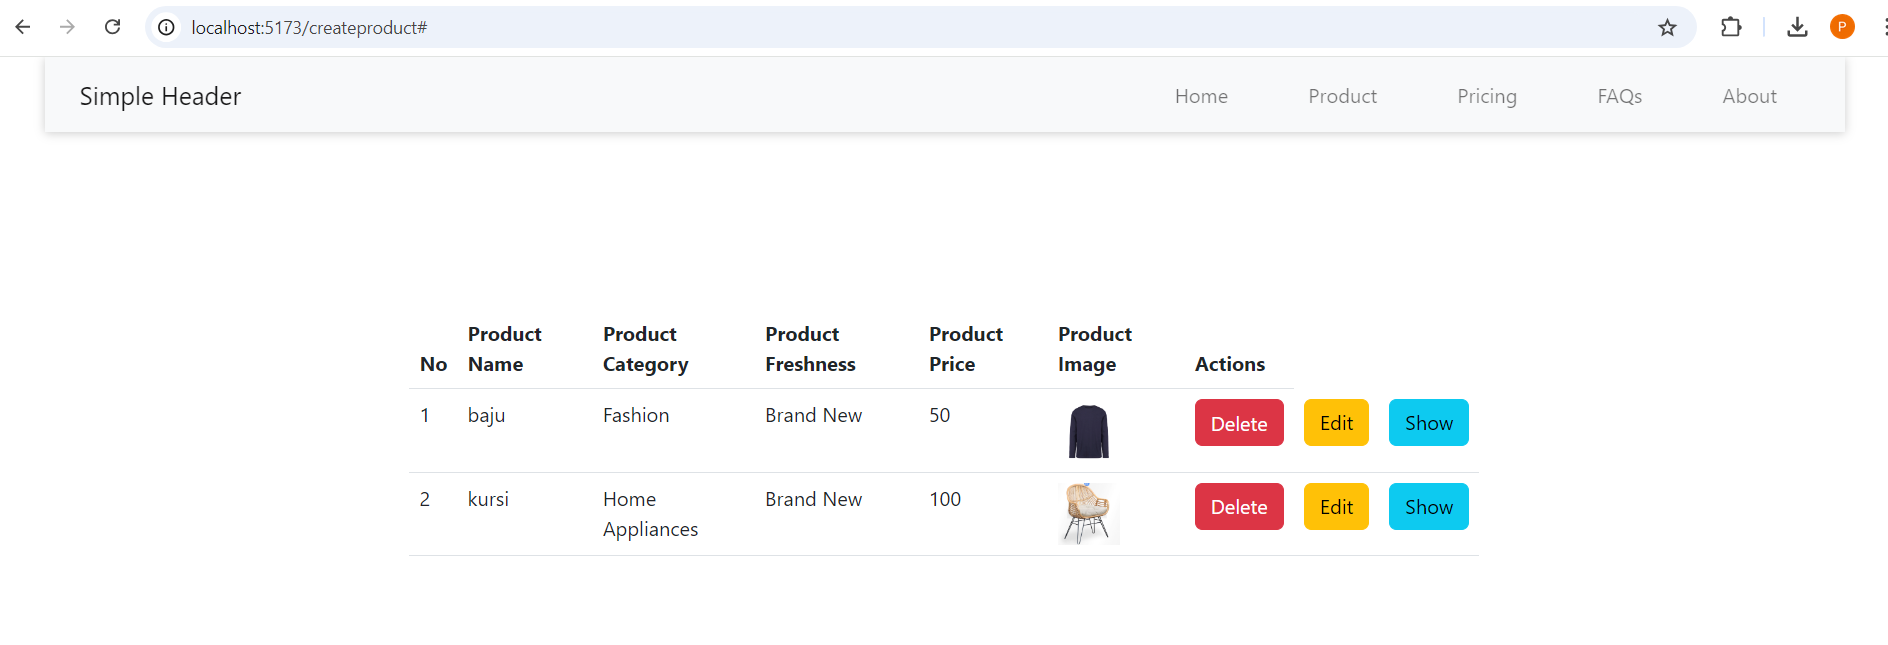 localhost:5173/createproduct#
P
Simple Header Home Product Pricing FAQs About
No Product Name Product Category Product Freshness Product Price Product Image Actions
1 baju Fashion Brand New 50 Delete Edit Show
2 kursi Home Appliances Brand New 100 Delete Edit Show